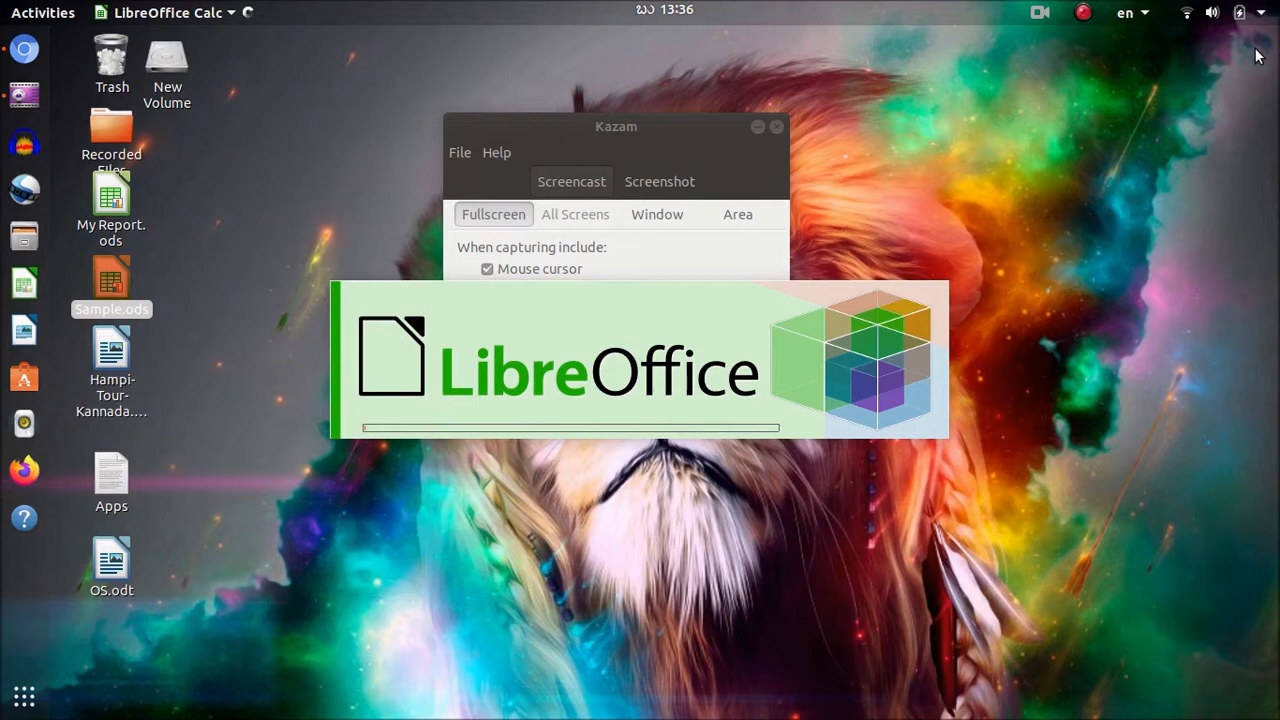 Activities
LibreOffice Calc
13:36
en
Trash
New
Volume
Recorded
Files
My Report.
ods
Sample.ods
Hampi-
Tour-
Kannada.…
Apps
OS.odt
Kazam
File Help
Screencast Screenshot
Fullscreen All Screens Window Area
When capturing include:
Mouse cursor
LibreOffice